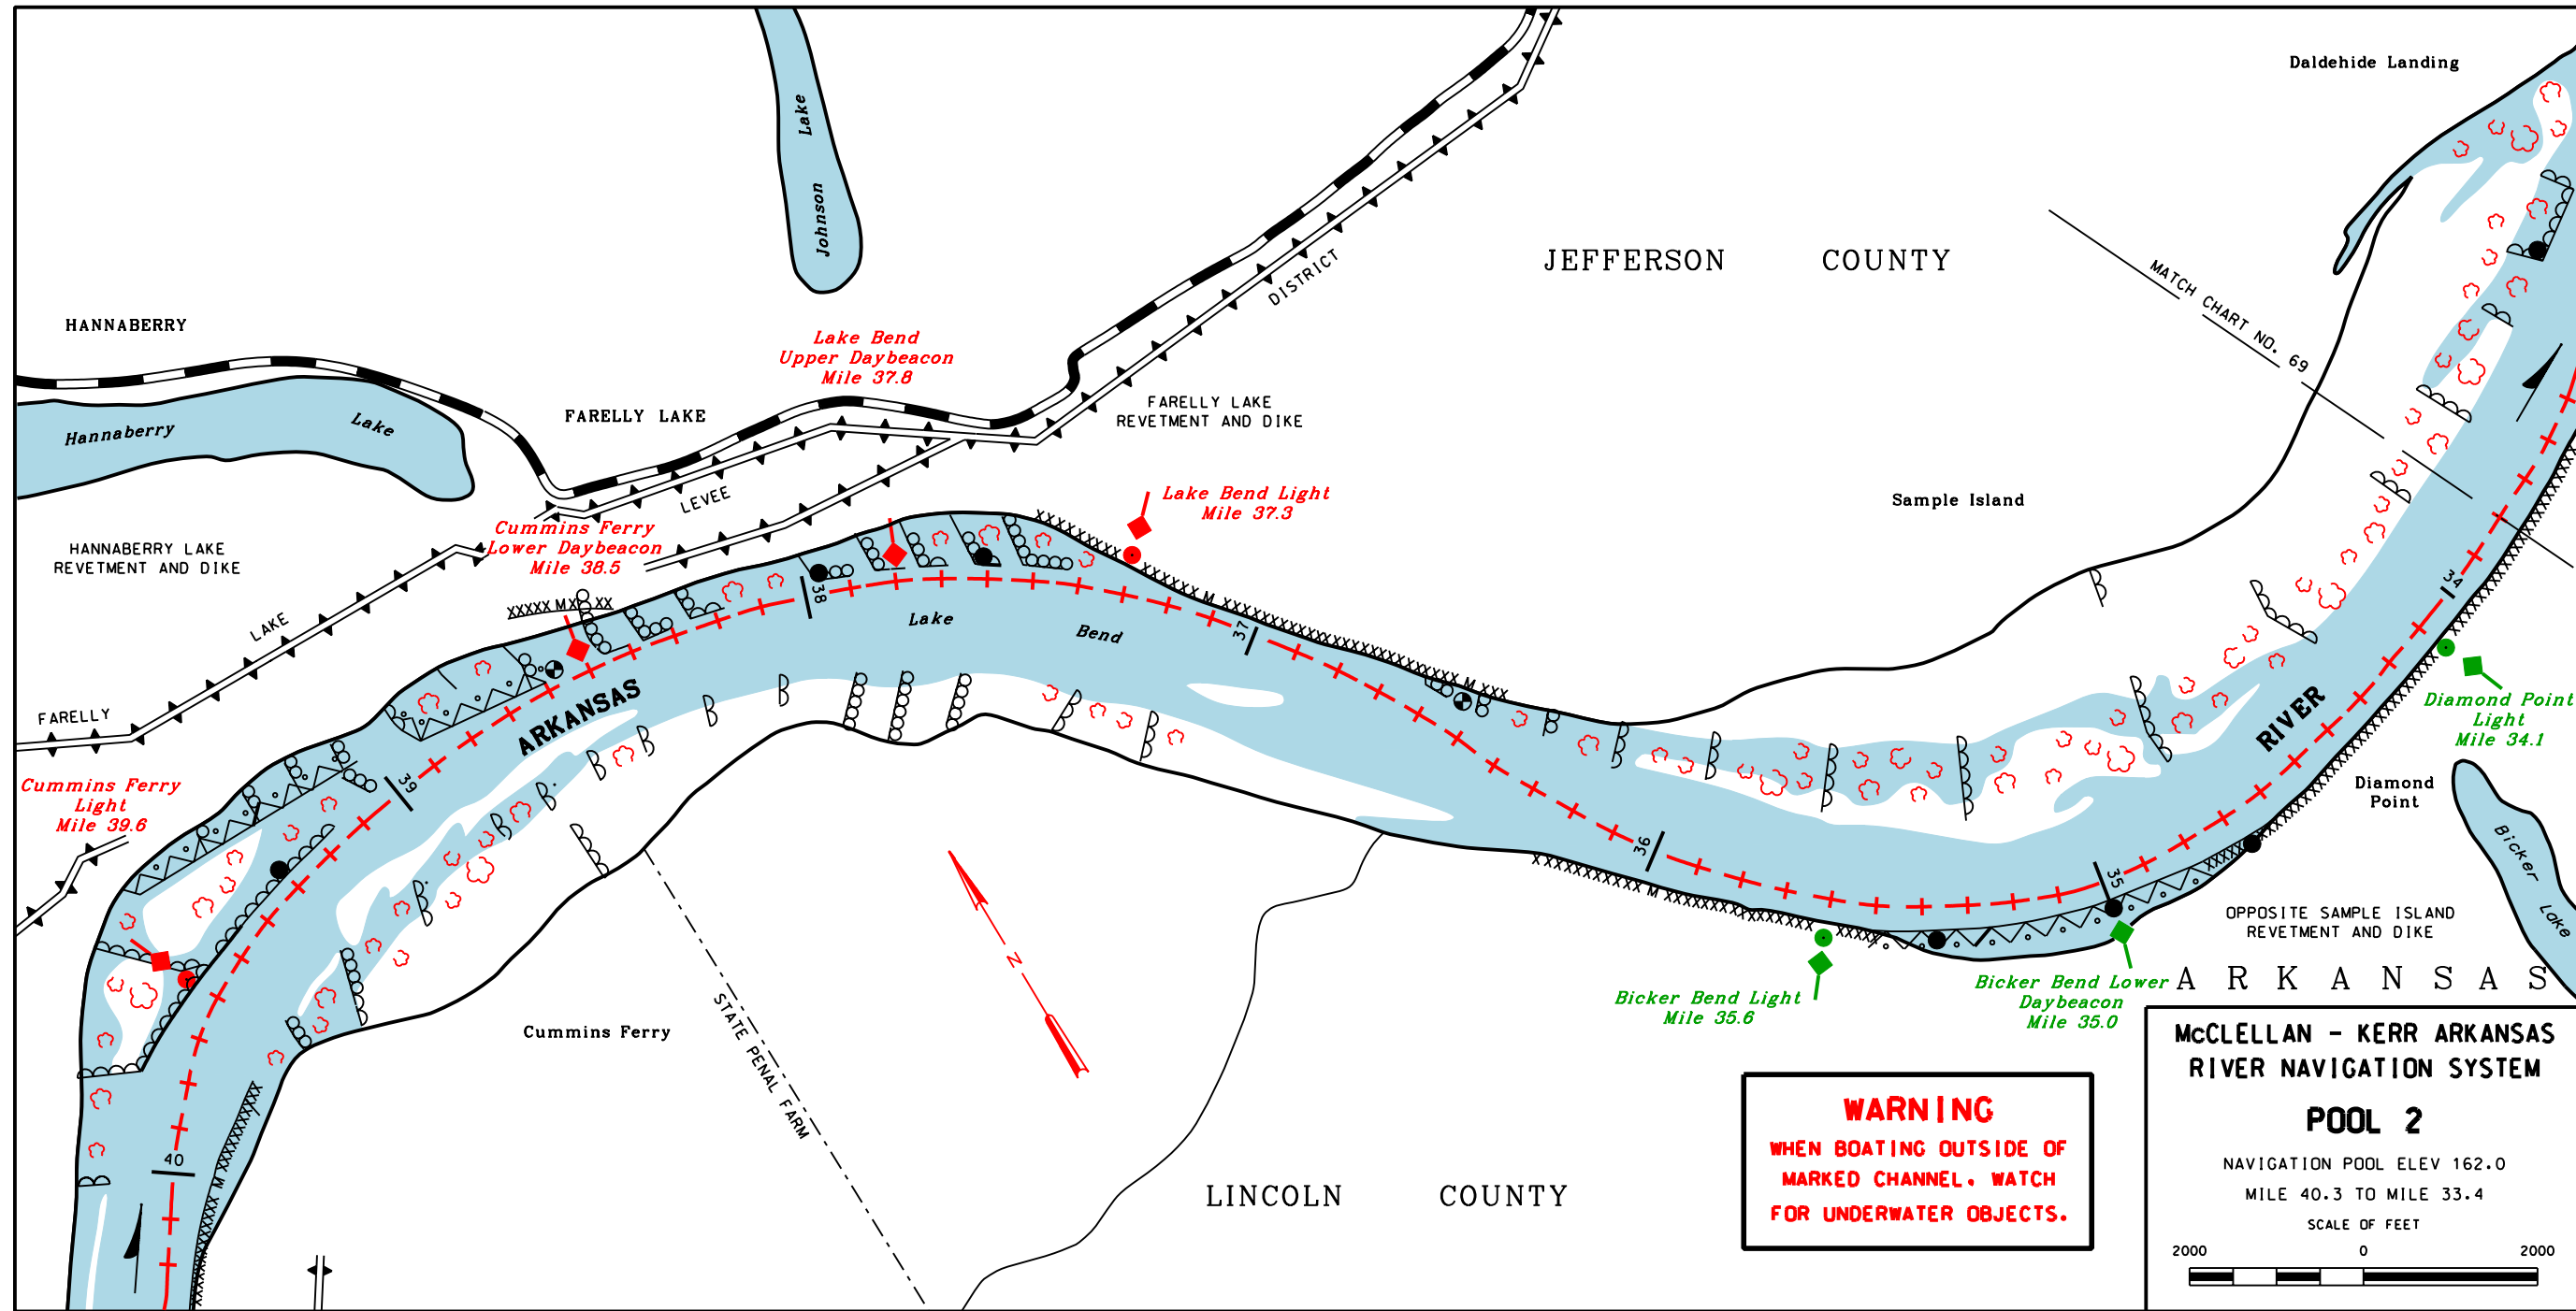 Daldehide Landing
Johnson Lake
JEFFERSON COUNTY
MATCH CHART NO. 69
HANNABERRY
Hannaberry Lake
FARELLY LAKE
Lake Bend
Upper Daybeacon
Mile 37.8
DISTRICT
FARELLY LAKE
REVETMENT AND DIKE
LEVEE
Lake Bend Light
Mile 37.3
Sample Island
HANNABERRY LAKE
REVETMENT AND DIKE
Cummins Ferry
Lower Daybeacon
Mile 38.5
LAKE
FARELLY
XXXXX M XX XX
38
Lake Bend
37
34
ARKANSAS
RIVER
39
Diamond Point
Light
Mile 34.1
Diamond
Point
Cummins Ferry
Light
Mile 39.6
36
35
Bicker Lake
OPPOSITE SAMPLE ISLAND
REVETMENT AND DIKE
ARKANSAS
N
Bicker Bend Light
Mile 35.6
Bicker Bend Lower
Daybeacon
Mile 35.0
Cummins Ferry
STATE PENAL FARM
40
LINCOLN COUNTY
WARNING
WHEN BOATING OUTSIDE OF
MARKED CHANNEL. WATCH
FOR UNDERWATER OBJECTS.
McCLELLAN - KERR ARKANSAS
RIVER NAVIGATION SYSTEM
POOL 2
NAVIGATION POOL ELEV 162.0
MILE 40.3 TO MILE 33.4
SCALE OF FEET
2000 0 2000